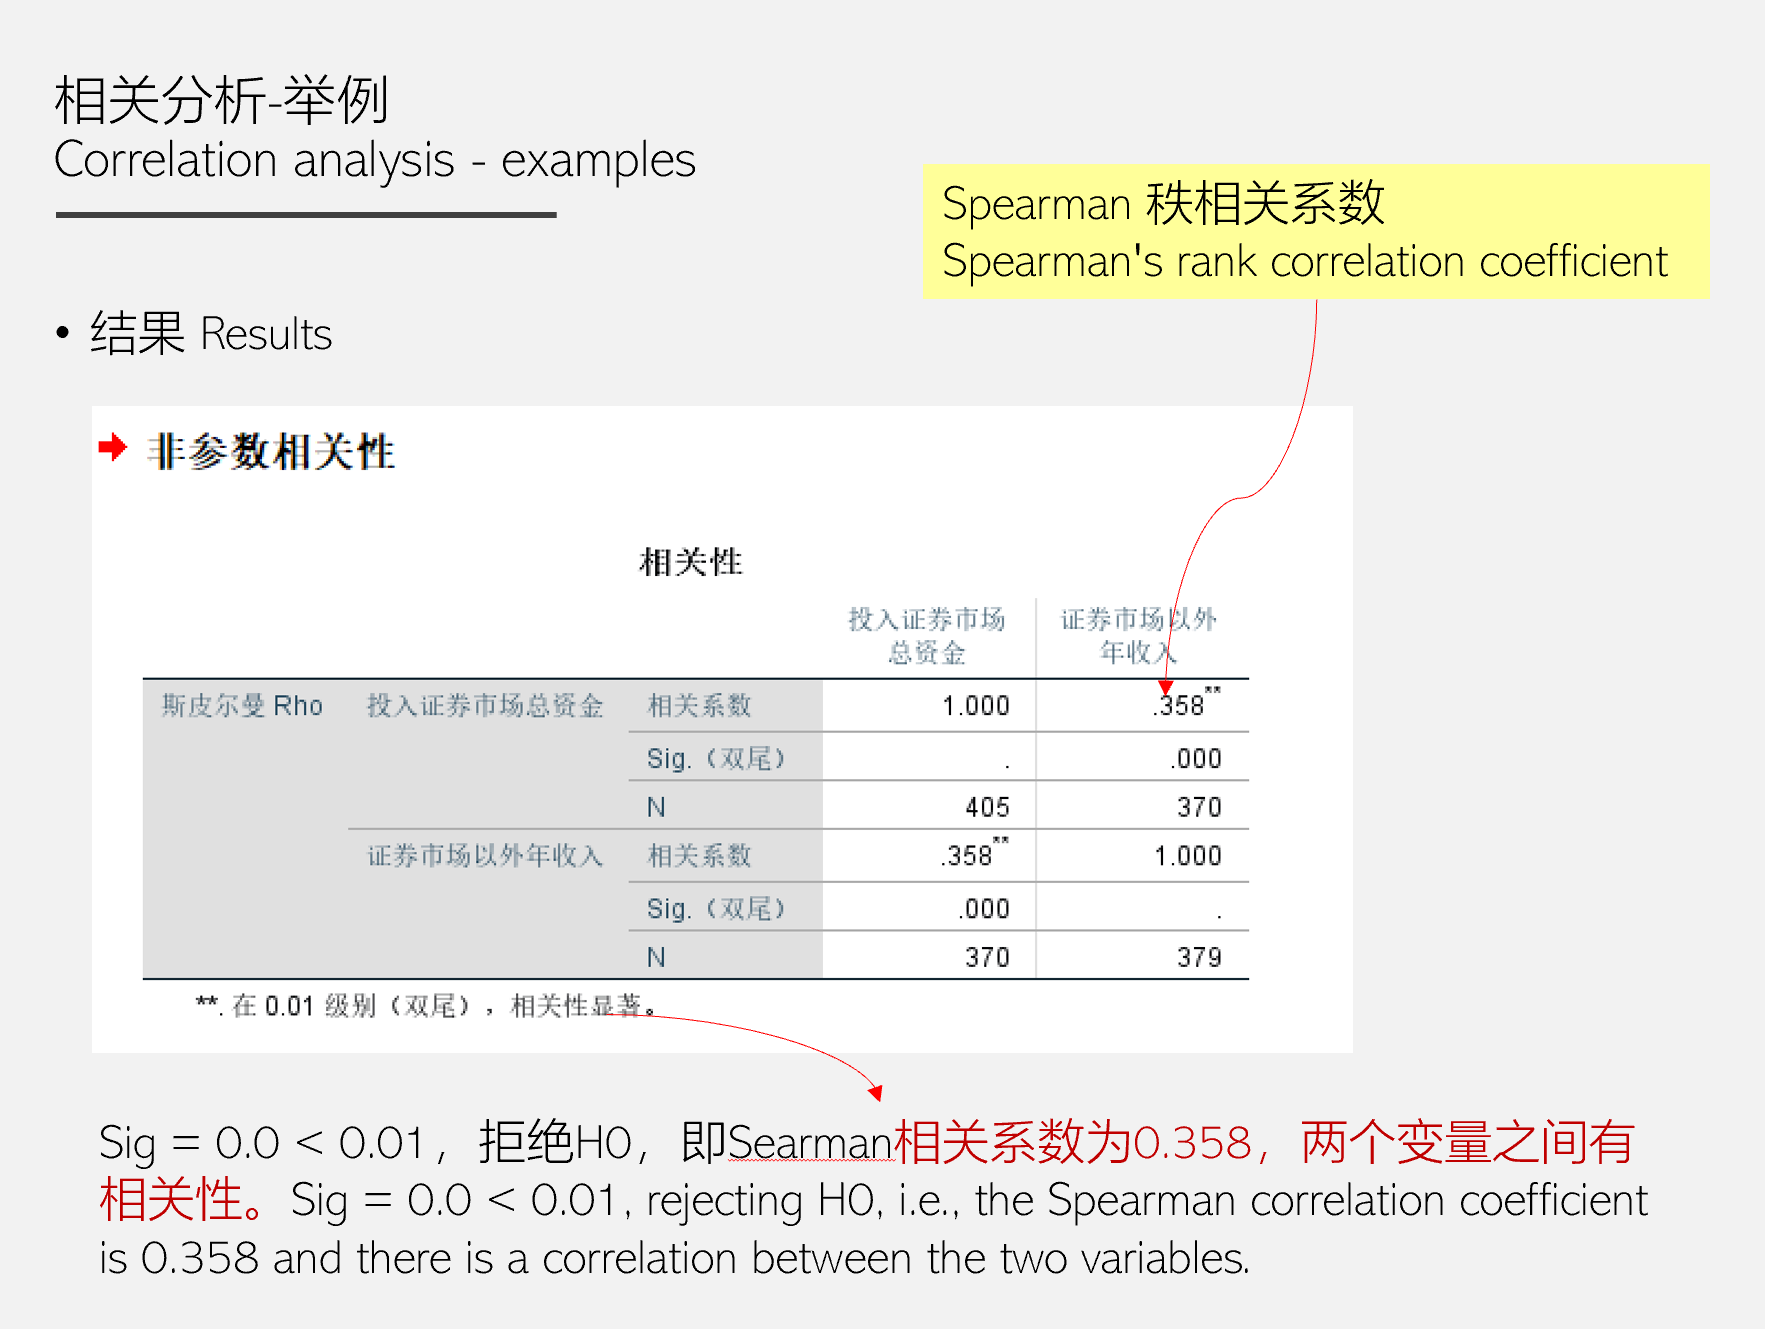 相关分析-举例
Correlation analysis - examples
Spearman 秩相关系数
Spearman's rank correlation coefficient
• 结果 Results
非参数相关性
相关性
投入证券市场总资金 证券市场以外年收入
斯皮尔曼 Rho 投入证券市场总资金 相关系数 1.000 .358**
Sig.（双尾） . .000
N 405 370
证券市场以外年收入 相关系数 .358** 1.000
Sig.（双尾） .000 .
N 370 379
**. 在 0.01 级别（双尾），相关性显著。
Sig = 0.0 < 0.01，拒绝H0，即Searman相关系数为0.358，两个变量之间有
相关性。Sig = 0.0 < 0.01, rejecting H0, i.e., the Spearman correlation coefficient
is 0.358 and there is a correlation between the two variables.